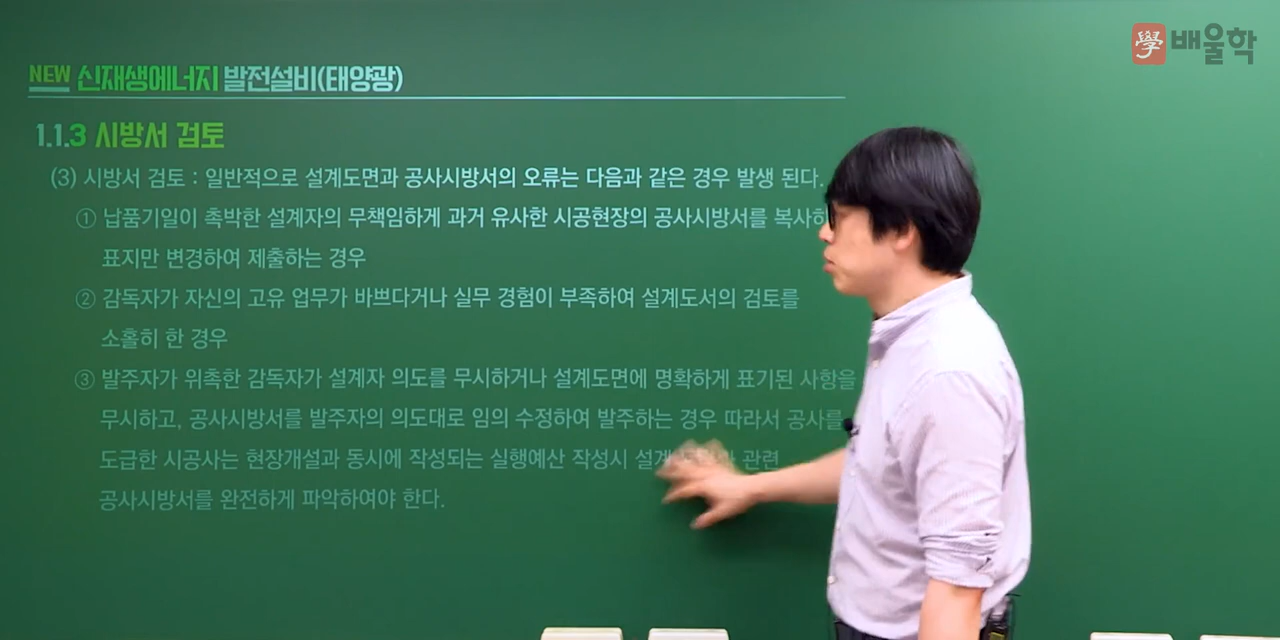 學 배울학
NEW 신재생에너지 발전설비(태양광)
1.1.3 시방서 검토
(3) 시방서 검토 : 일반적으로 설계도면과 공사시방서의 오류는 다음과 같은 경우 발생 된다.
① 납품기일이 촉박한 설계자의 무책임하게 과거 유사한 시공현장의 공사시방서를
표지만 변경하여 제출하는 경우
② 감독자가 자신의 고유 업무가 바쁘다거나 실무 경험이 부족하여 설계도서의 검토를
소홀히 한 경우
③ 발주자가 위촉한 감독자가 설계자 의도를 무시하거나 설계도면에 명확하게 표기된 사항을
무시하고, 공사시방서를 발주자의 의도대로 임의 수정하여 발주하는 경우 따라서 공사를
도급한 시공사는 현장개설과 동시에 작성되는 실행예산 작성시 관련
공사시방서를 완전하게 파악하여야 한다.